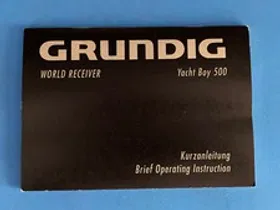 GRUNDIG
WORLD RECEIVER Yacht Boy 500
Kurzanleitung
Brief Operating Instruction